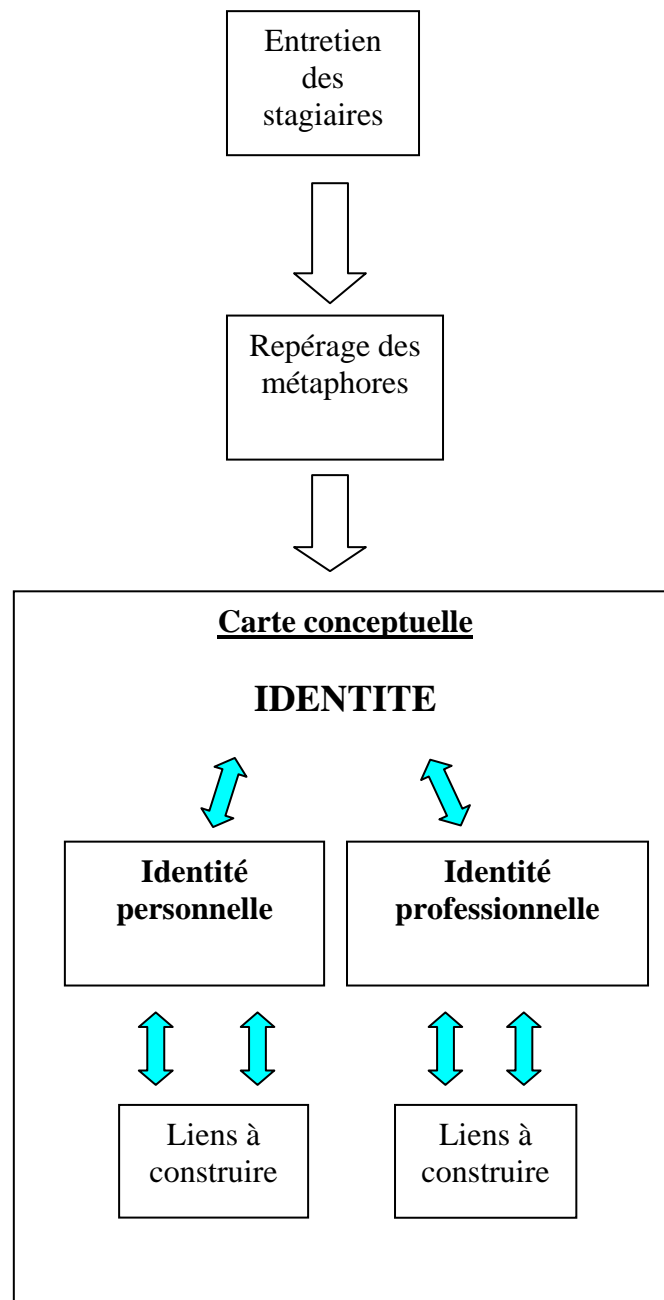 Entretien
des
stagiaires
Repérage des
métaphores
Carte conceptuelle
IDENTITE
Identité
personnelle
Identité
professionnelle
Liens à
construire
Liens à
construire